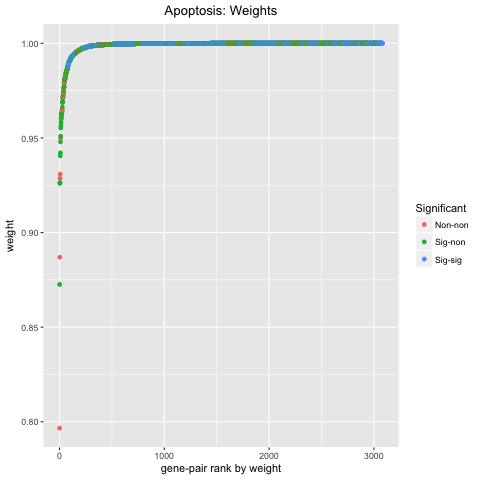 Apoptosis: Weights
1.00
0.95
0.90
0.85
0.80
weight
0
1000
2000
3000
gene-pair rank by weight
Significant
Non-non
Sig-non
Sig-sig